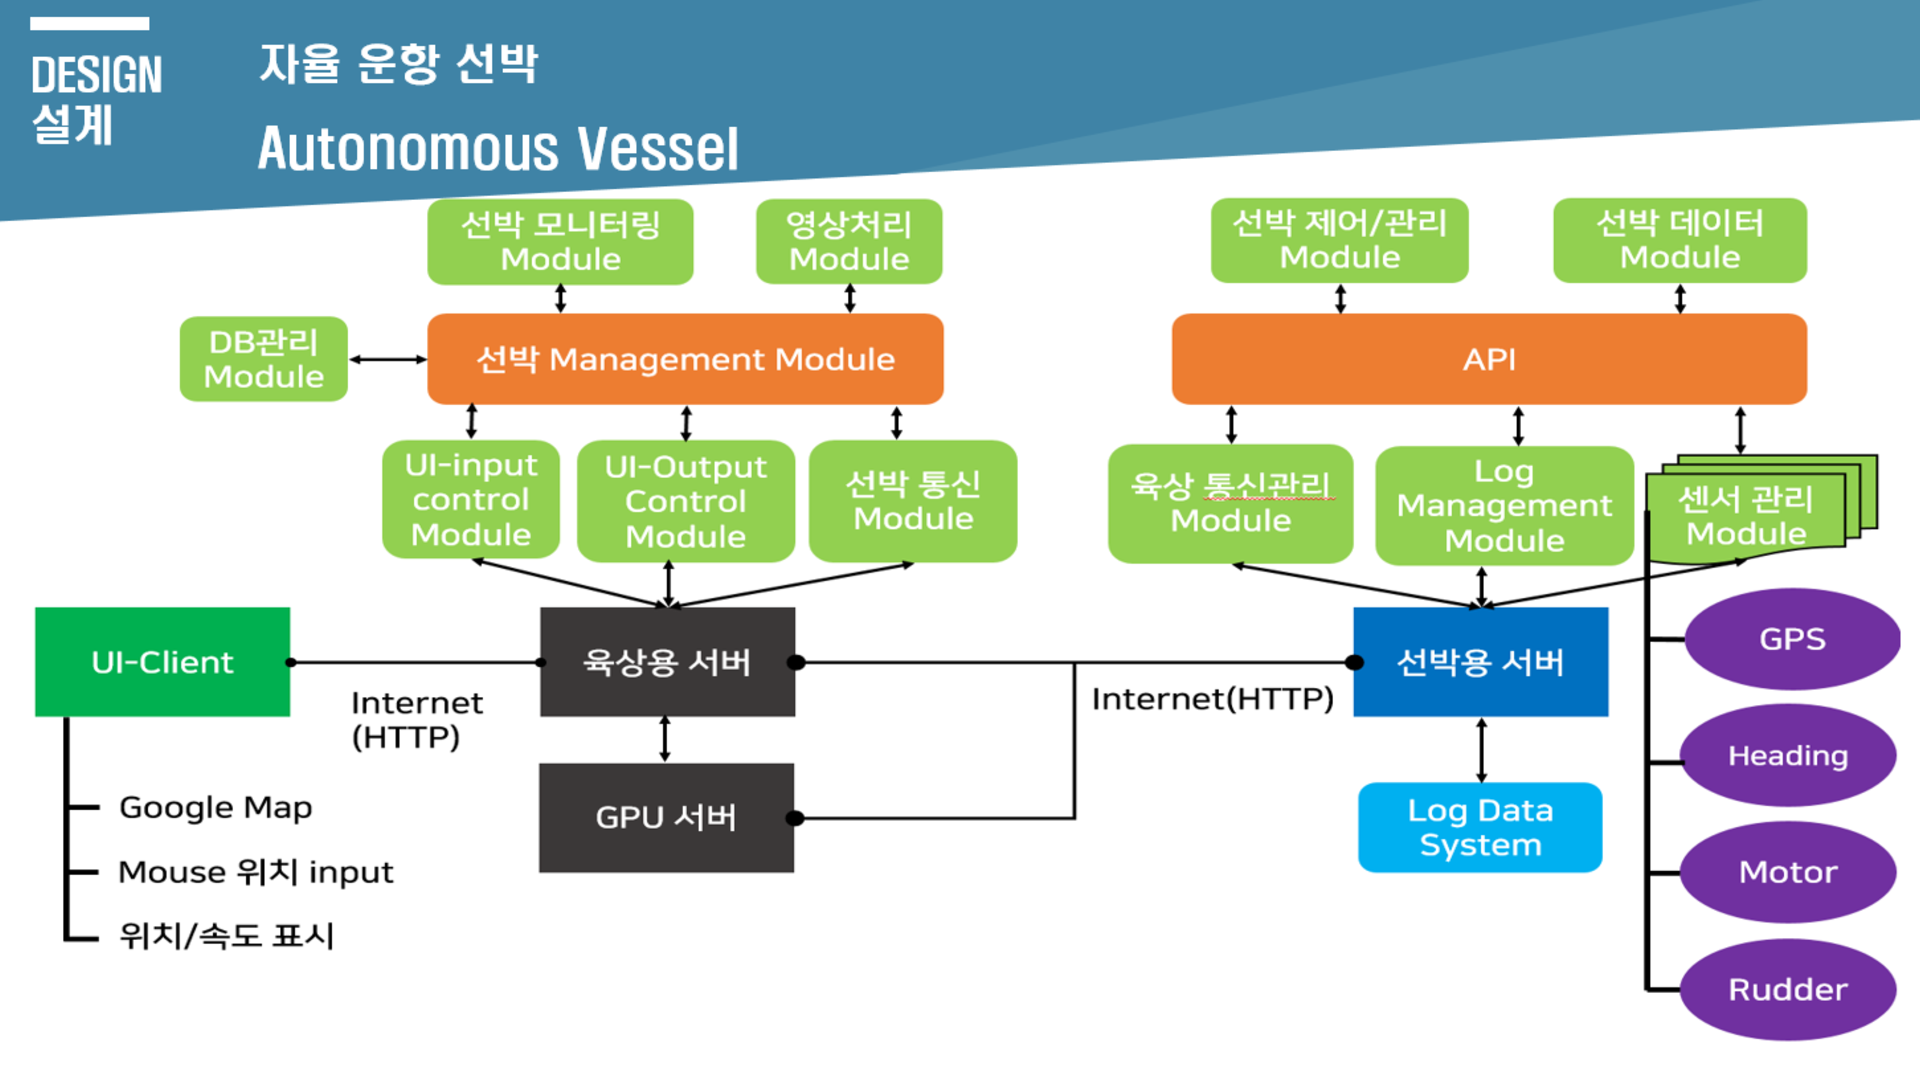 DESIGN
설계
자율 운항 선박
Autonomous Vessel
선박 모니터링
Module
영상처리
Module
선박 제어/관리
Module
선박 데이터
Module
DB관리
Module
선박 Management Module
API
UI-input
control
Module
UI-Output
Control
Module
선박 통신
Module
육상 통신관리
Module
Log
Management
Module
센서 관리
Module
UI-Client
Internet
(HTTP)
육상용 서버
Internet(HTTP)
선박용 서버
GPS
Heading
Motor
Rudder
GPU 서버
Log Data
System
Google Map
Mouse 위치 input
위치/속도 표시